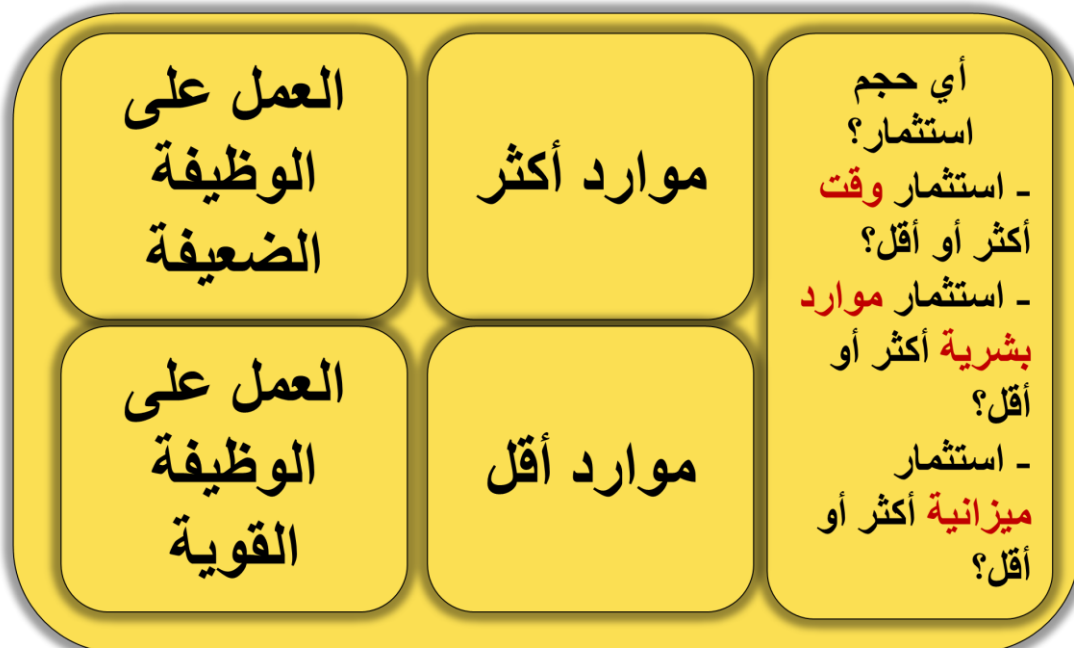 أي حجم
استثمار؟
- استثمار وقت
أكثر أو أقل؟
- استثمار موارد
بشرية أكثر أو
أقل؟
- استثمار
ميزانية أكثر أو
أقل؟
موارد أكثر
العمل على
الوظيفة
الضعيفة
موارد أقل
العمل على
الوظيفة
القوية